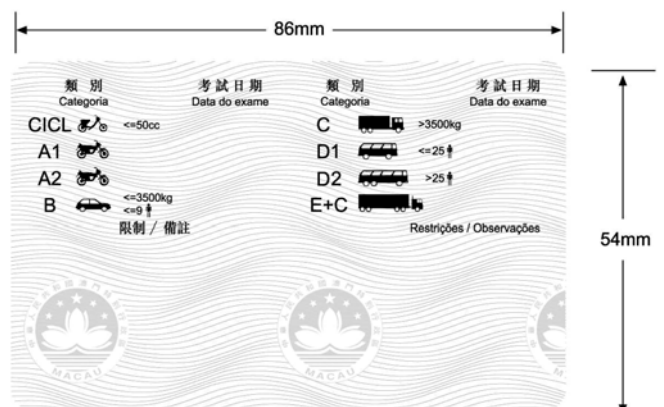 86mm
類別 考試日期 類別 考試日期
Categoria Data do exame Categoria Data do exame
CICL <=50cc C >3500kg
A1 D1 <=25
A2 D2 >25
B <=3500kg E+C
<=9
限制 / 備註 Restrições / Observações
54mm
MACAU MACAU